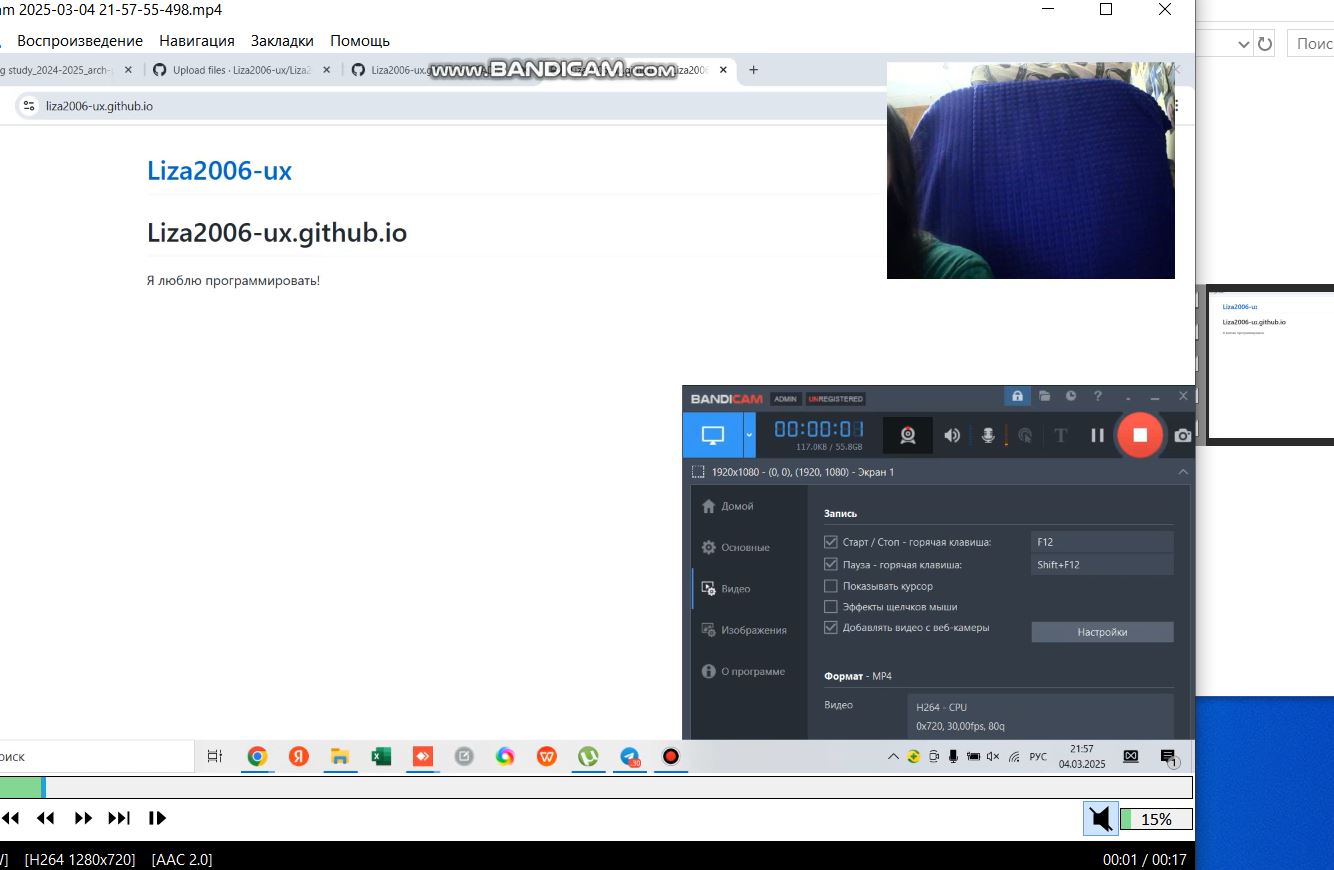 am 2025-03-04 21-57-55-498.mp4
Воспроизведение Навигация Закладки Помощь
g study_2024-2025_arch- Upload files · Liza2006-ux/Liza2 Liza2006-ux.g www.BANDICAM.com iza2006
Поис
liza2006-ux.github.io
Liza2006-ux
Liza2006-ux.github.io
Я люблю программировать!
Liza2006-ux
Liza2006-ux.github.io
BANDICAM ADMIN UNREGISTERED
00:00:01
117.0KB / 55.8GB
1920x1080 - (0, 0), (1920, 1080) - Экран 1
Домой
Основные
Видео
Изображения
О программе
Запись
Старт / Стоп - горячая клавиша: F12
Пауза - горячая клавиша: Shift+F12
Показывать курсор
Эффекты щелчков мыши
Добавлять видео с веб-камеры Настройки
Формат - MP4
Видео H264 - CPU
0x720, 30,00fps, 80q
оиск
30
РУС
21:57
04.03.2025
1
15%
[H264 1280x720] [AAC 2.0] 00:01 / 00:17